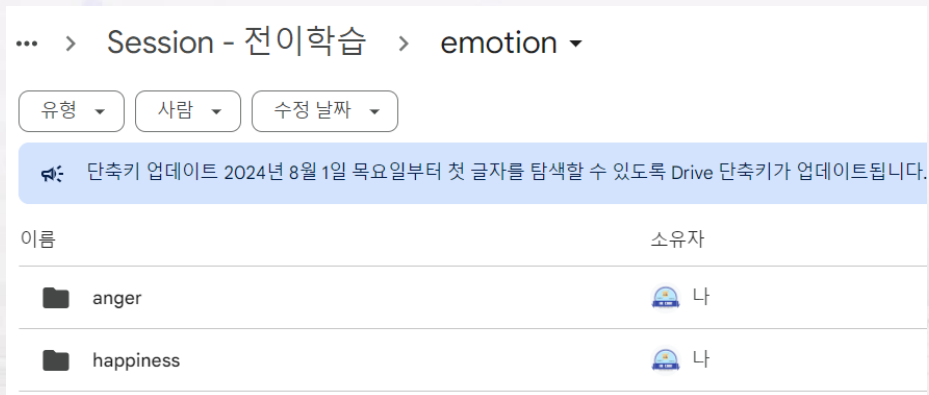 ... > Session - 전이학습 > emotion
유형 사람 수정 날짜
단축키 업데이트 2024년 8월 1일 목요일부터 첫 글자를 탐색할 수 있도록 Drive 단축키가 업데이트됩니다.
이름 소유자
anger 나
happiness 나